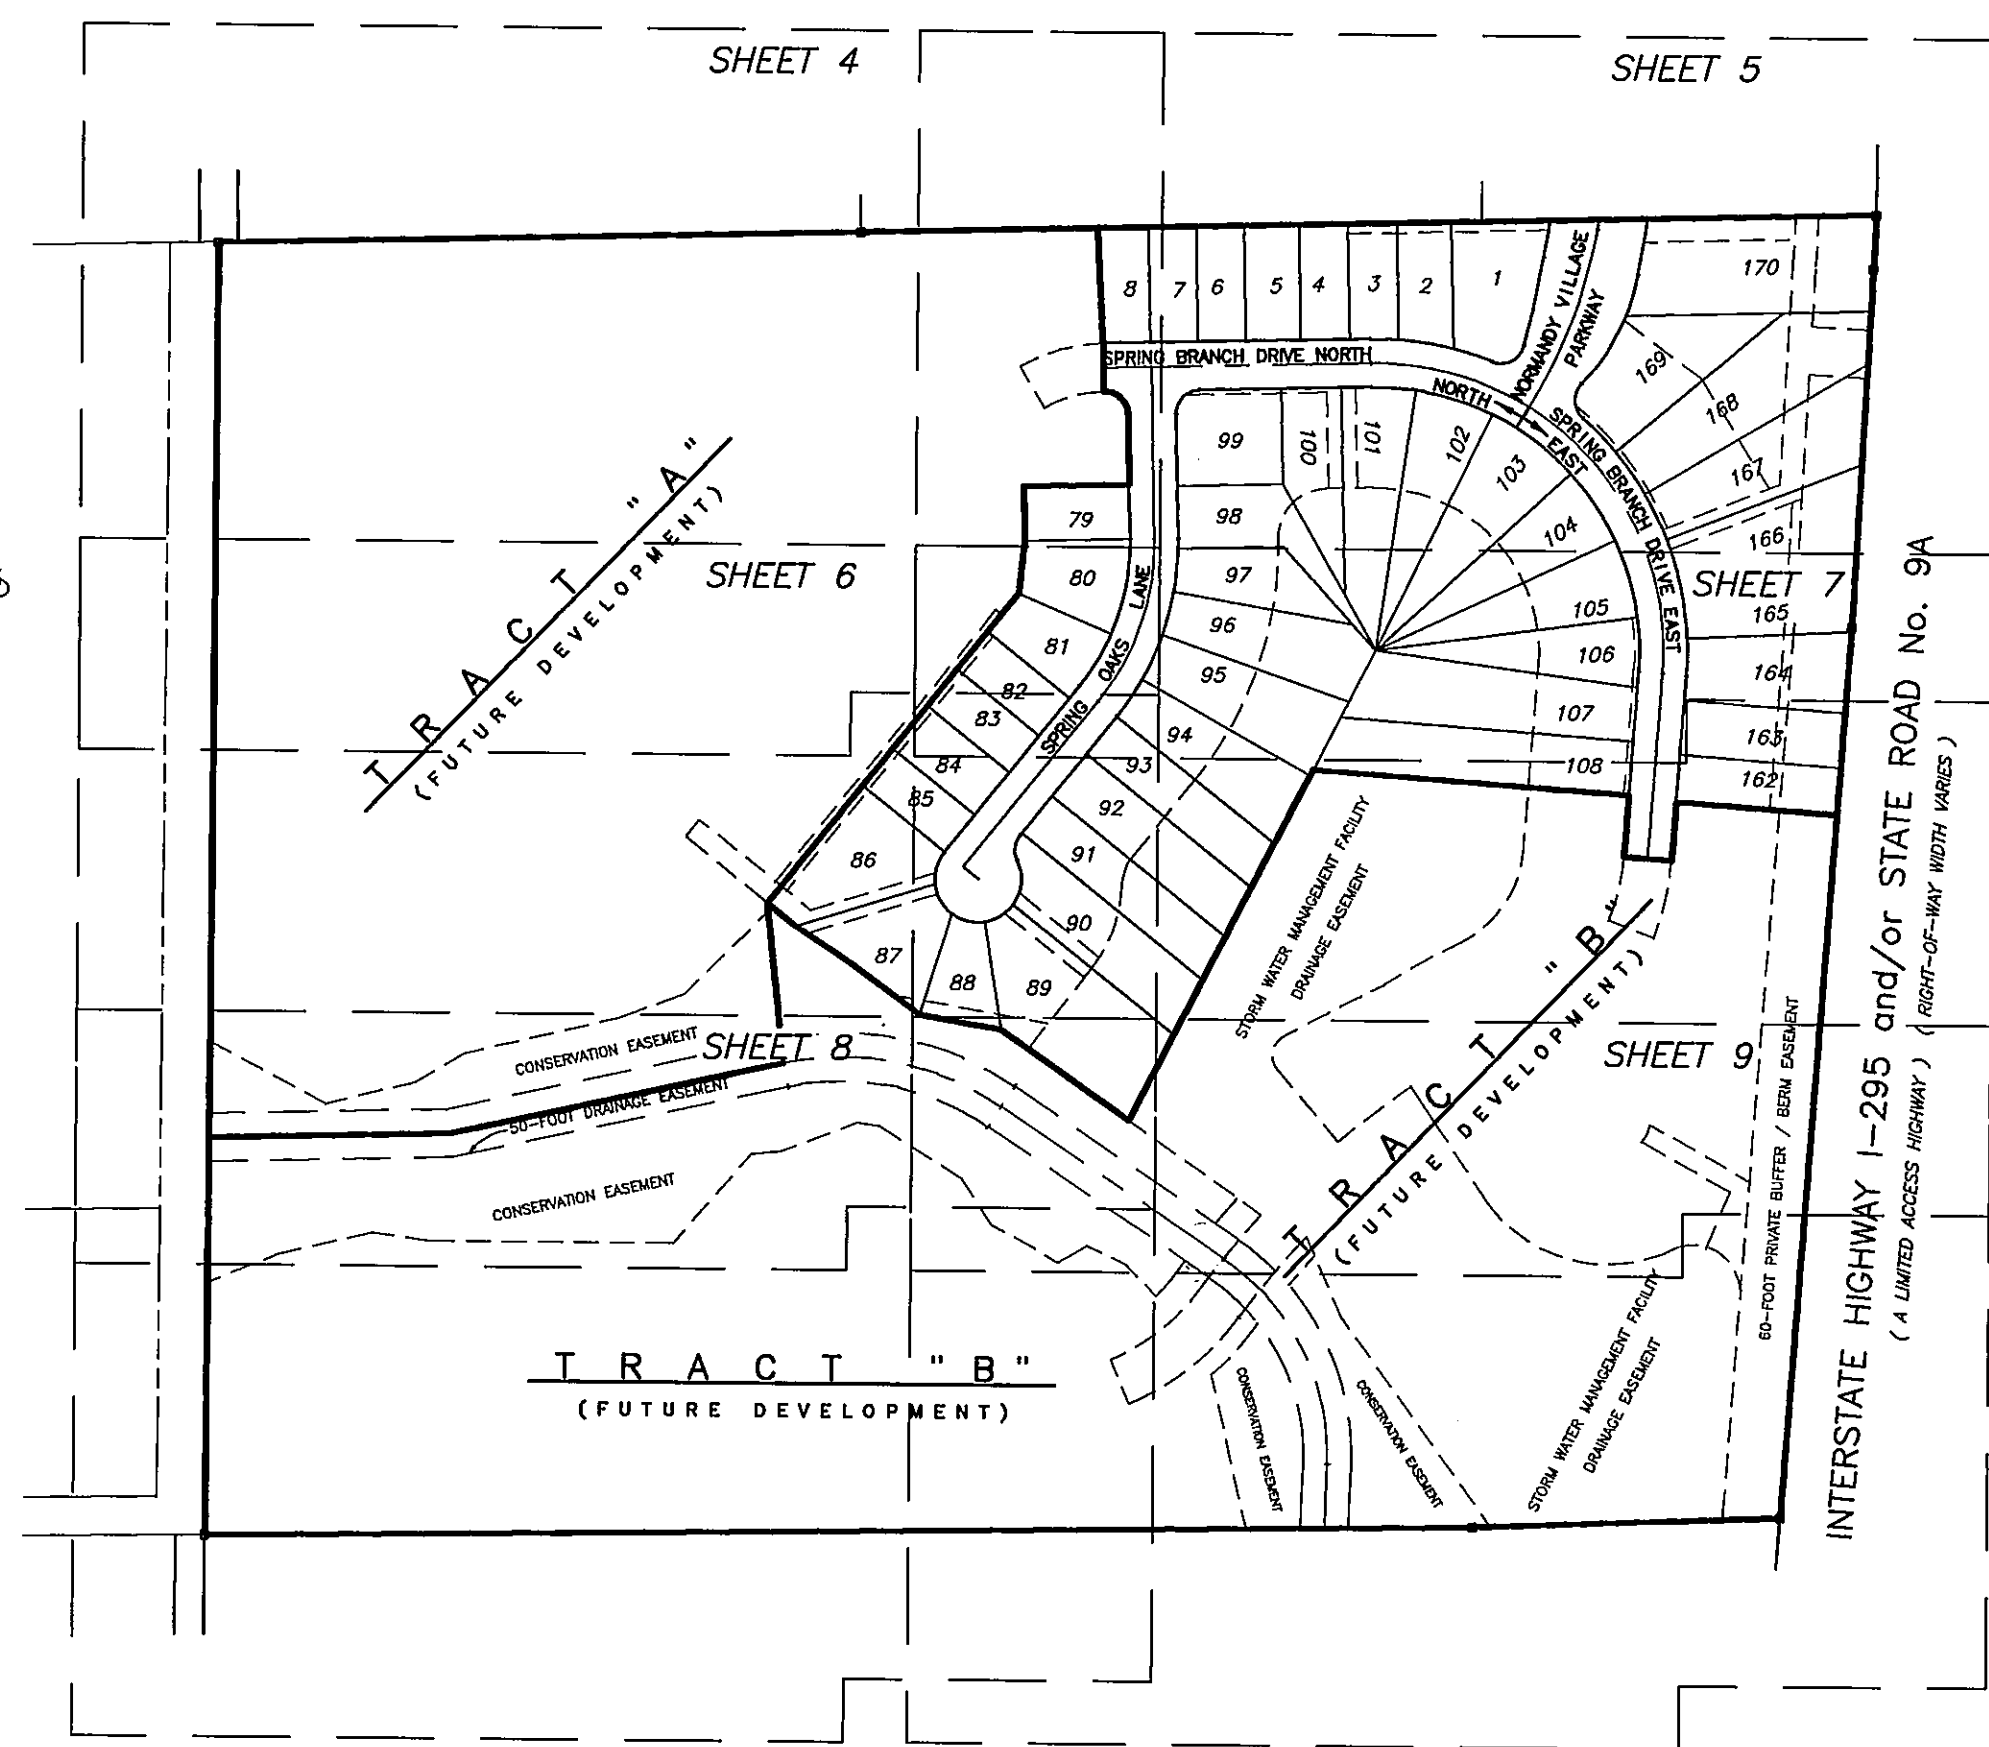 SHEET 4
SHEET 5
8
7
6
5
4
3
2
1
NORMANDY VILLAGE
PARKWAY
170
SPRING BRANCH DRIVE NORTH
NORTH
EAST
SPRING BRANCH DRIVE EAST
169
168
167
166
99
100
101
102
103
104
TRACT "A"
(FUTURE DEVELOPMENT)
79
98
SHEET 6
80
97
SHEET 7
SPRING OAKS LANE
81
96
105
165
82
95
106
164
83
94
107
163
84
93
108
162
85
92
86
91
90
87
88
89
STORM WATER MANAGEMENT FACILITY
DRAINAGE EASEMENT
TRACT "B"
(FUTURE DEVELOPMENT)
INTERSTATE HIGHWAY I-295 and/or STATE ROAD No. 9A
( A LIMITED ACCESS HIGHWAY ) ( RIGHT-OF-WAY WIDTH VARIES )
60-FOOT PRIVATE BUFFER / BERM EASEMENT
CONSERVATION EASEMENT
SHEET 8
SHEET 9
50-FOOT DRAINAGE EASEMENT
CONSERVATION EASEMENT
TRACT "B"
(FUTURE DEVELOPMENT)
CONSERVATION EASEMENT
CONSERVATION EASEMENT
STORM WATER MANAGEMENT FACILITY
DRAINAGE EASEMENT